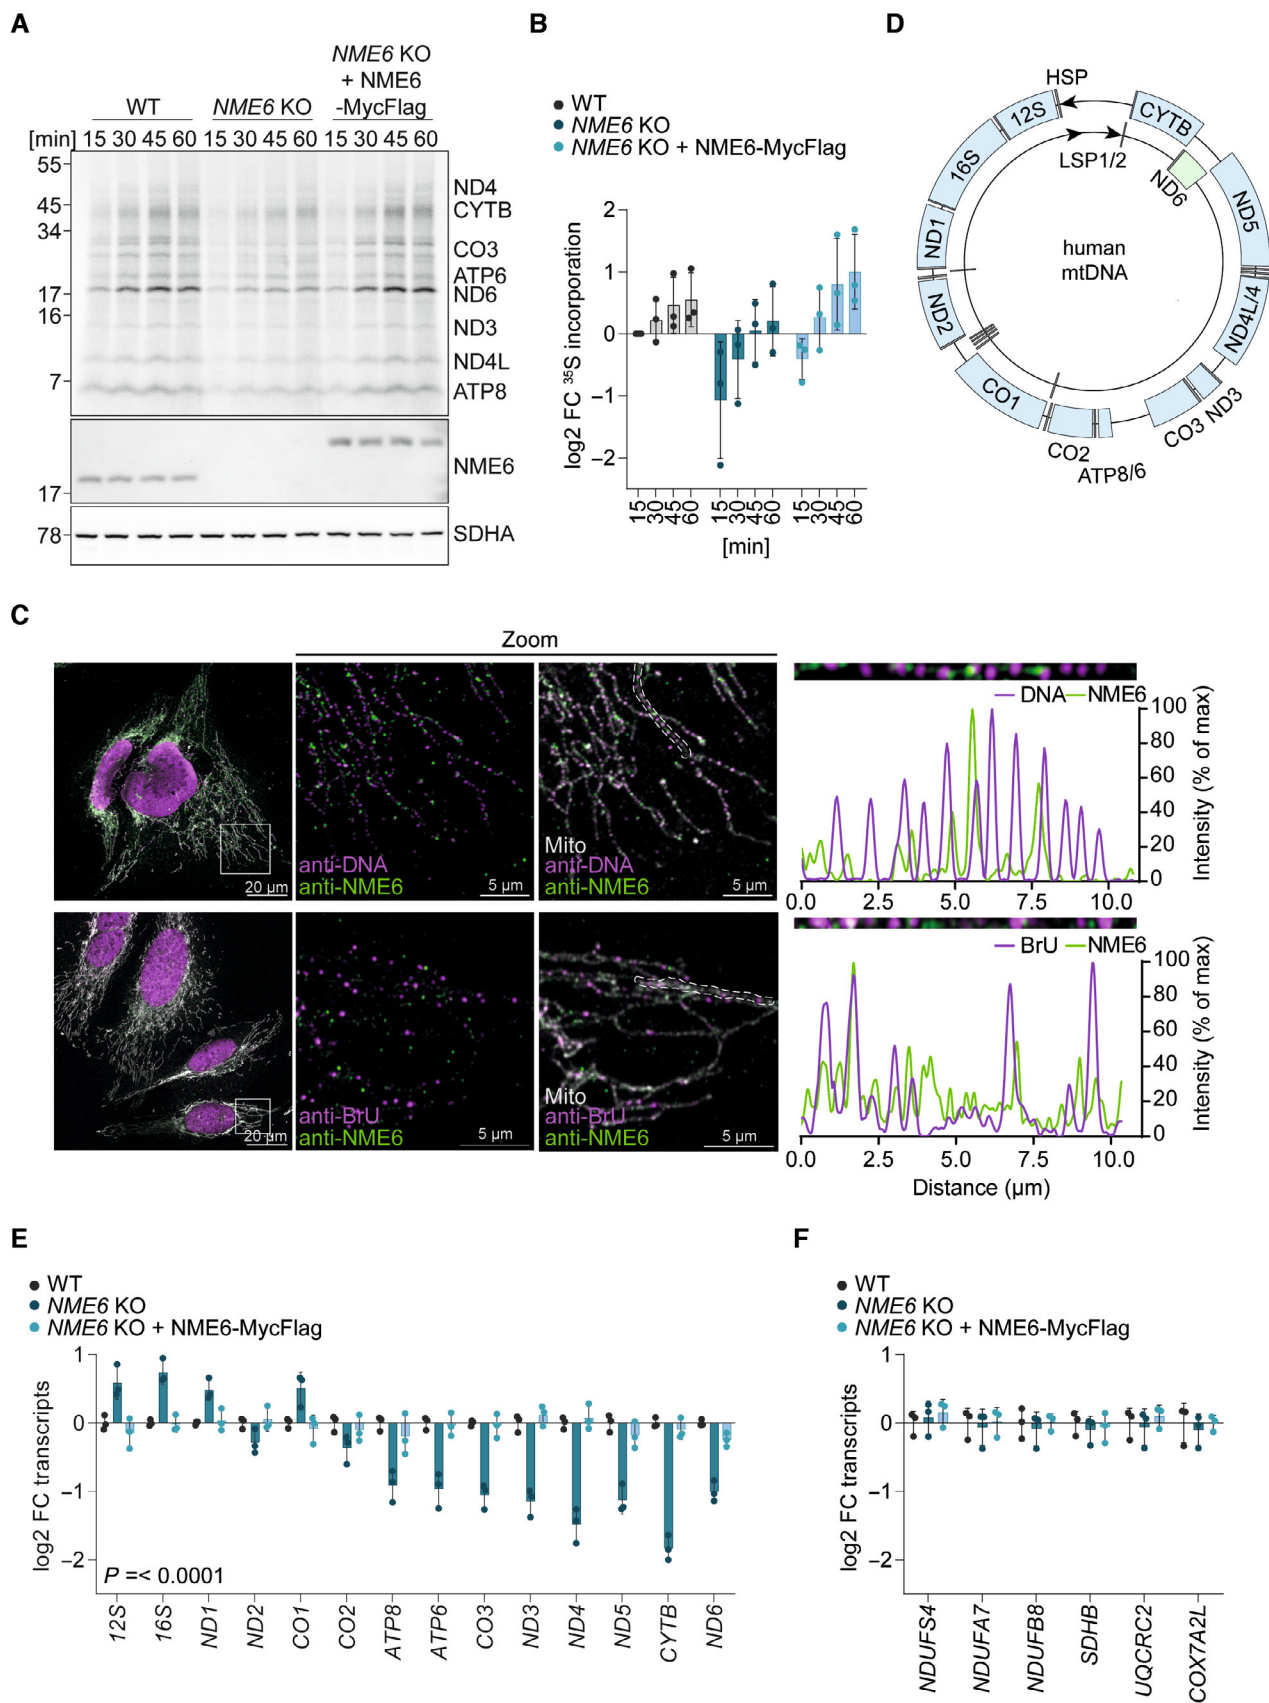 A
NME6 KO
+ NME6
-MycFlag
WT
NME6 KO
[min] 15 30 45 60 15 30 45 60 15 30 45 60
55
45
34
17
16
7
ND4
CYTB
CO3
ATP6
ND6
ND3
ND4L
ATP8
NME6
17
78
SDHA
B
WT
NME6 KO
NME6 KO + NME6-MycFlag
log2 FC 35S incorporation
2
1
0
−1
−2
15 30 45 60 15 30 45 60 15 30 45 60
[min]
D
HSP
12S
CYTB
16S
LSP1/2
ND6
ND1
ND5
human
mtDNA
ND2
ND4L/4
CO1
CO3
ND3
CO2
ATP8/6
C
Zoom
20 µm
anti-DNA
anti-NME6
5 µm
Mito
anti-DNA
anti-NME6
5 µm
DNA
NME6
100
80
60
40
20
0
Intensity (% of max)
0.0 2.5 5.0 7.5 10.0
20 µm
anti-BrU
anti-NME6
5 µm
Mito
anti-BrU
anti-NME6
5 µm
BrU
NME6
100
80
60
40
20
0
Intensity (% of max)
0.0 2.5 5.0 7.5 10.0
Distance (µm)
E
WT
NME6 KO
NME6 KO + NME6-MycFlag
log2 FC transcripts
1
0
−1
−2
P =< 0.0001
12S 16S ND1 ND2 CO1 CO2 ATP8 ATP6 CO3 ND3 ND4 ND5 CYTB ND6
F
WT
NME6 KO
NME6 KO + NME6-MycFlag
log2 FC transcripts
1
0
−1
−2
NDUFS4 NDUFA7 NDUFB8 SDHB UQCRC2 COX7A2L